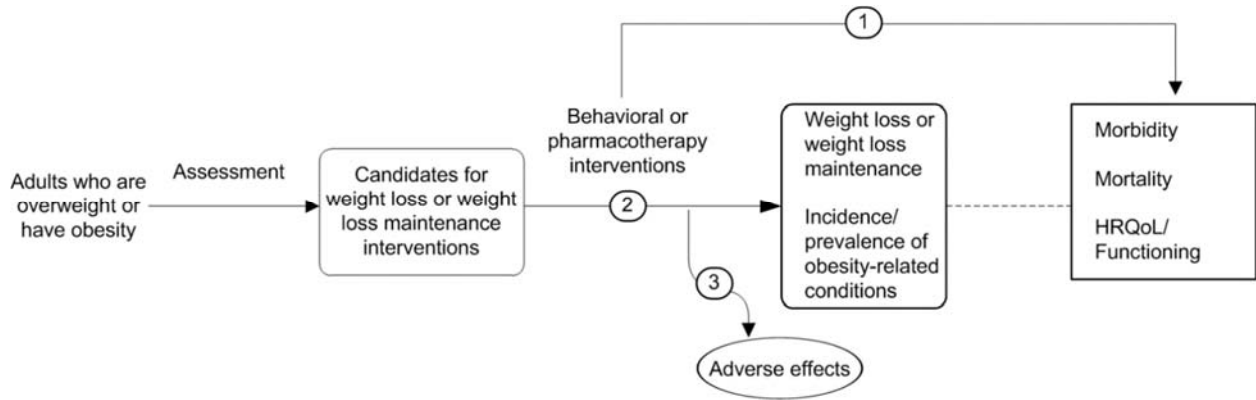 1
Behavioral or
pharmacotherapy
interventions
Adults who are
overweight or
have obesity
Assessment
Candidates for
weight loss or weight
loss maintenance
interventions
2
3
Adverse effects
Weight loss or
weight loss
maintenance
Incidence/
prevalence of
obesity-related
conditions
Morbidity
Mortality
HRQoL/
Functioning